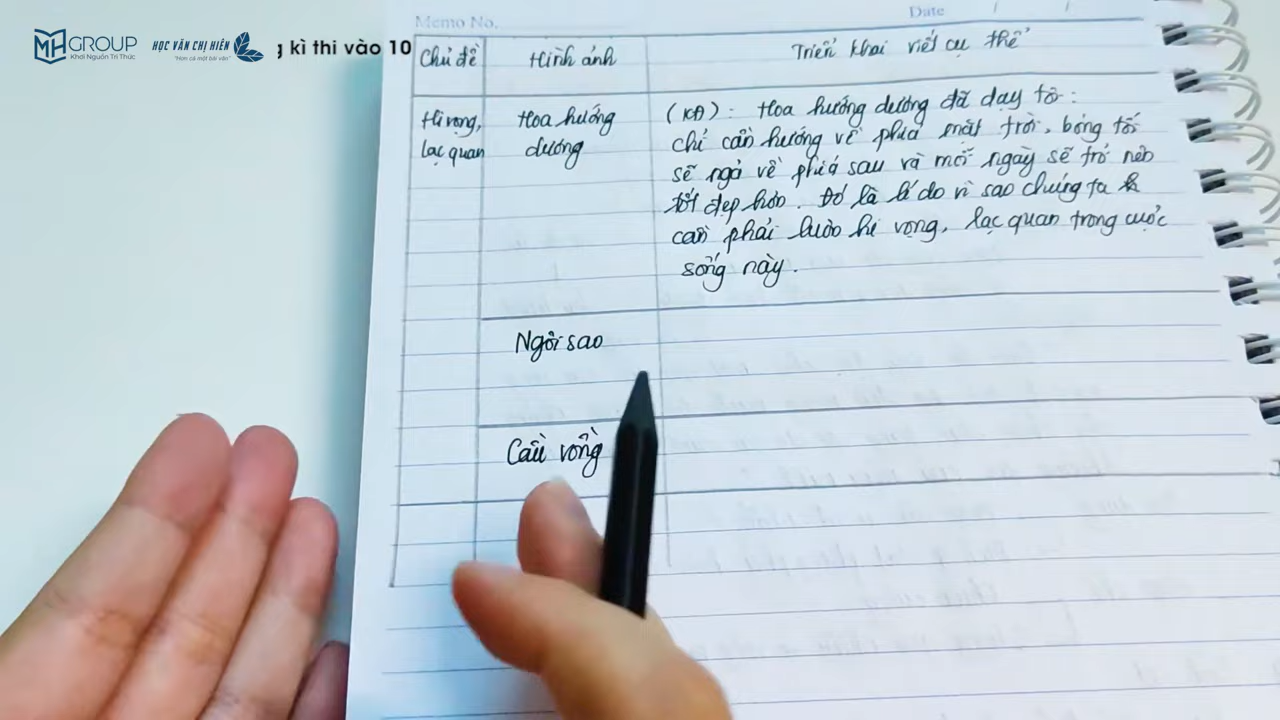 MH GROUP
Khơi Nguồn Tri Thức
HỌC VĂN CHỊ HIÊN
"Hơn cả một bài văn"
g kì thi vào 10
Memo No.
Date / /
Chủ đề
Hình ảnh
Triển khai viết cụ thể
Hi vọng,
lạc quan
Hoa hướng
dương
(KĐ): Hoa hướng dương đã dạy tôi:
chỉ cần hướng về phía mặt trời, bóng tối
sẽ ngả về phía sau và mỗi ngày sẽ trở nên
tốt đẹp hơn. Đó là lí do vì sao chúng ta
cần phải luôn hi vọng, lạc quan trong cuộc
sống này.
Ngôi sao
Cầu vồng